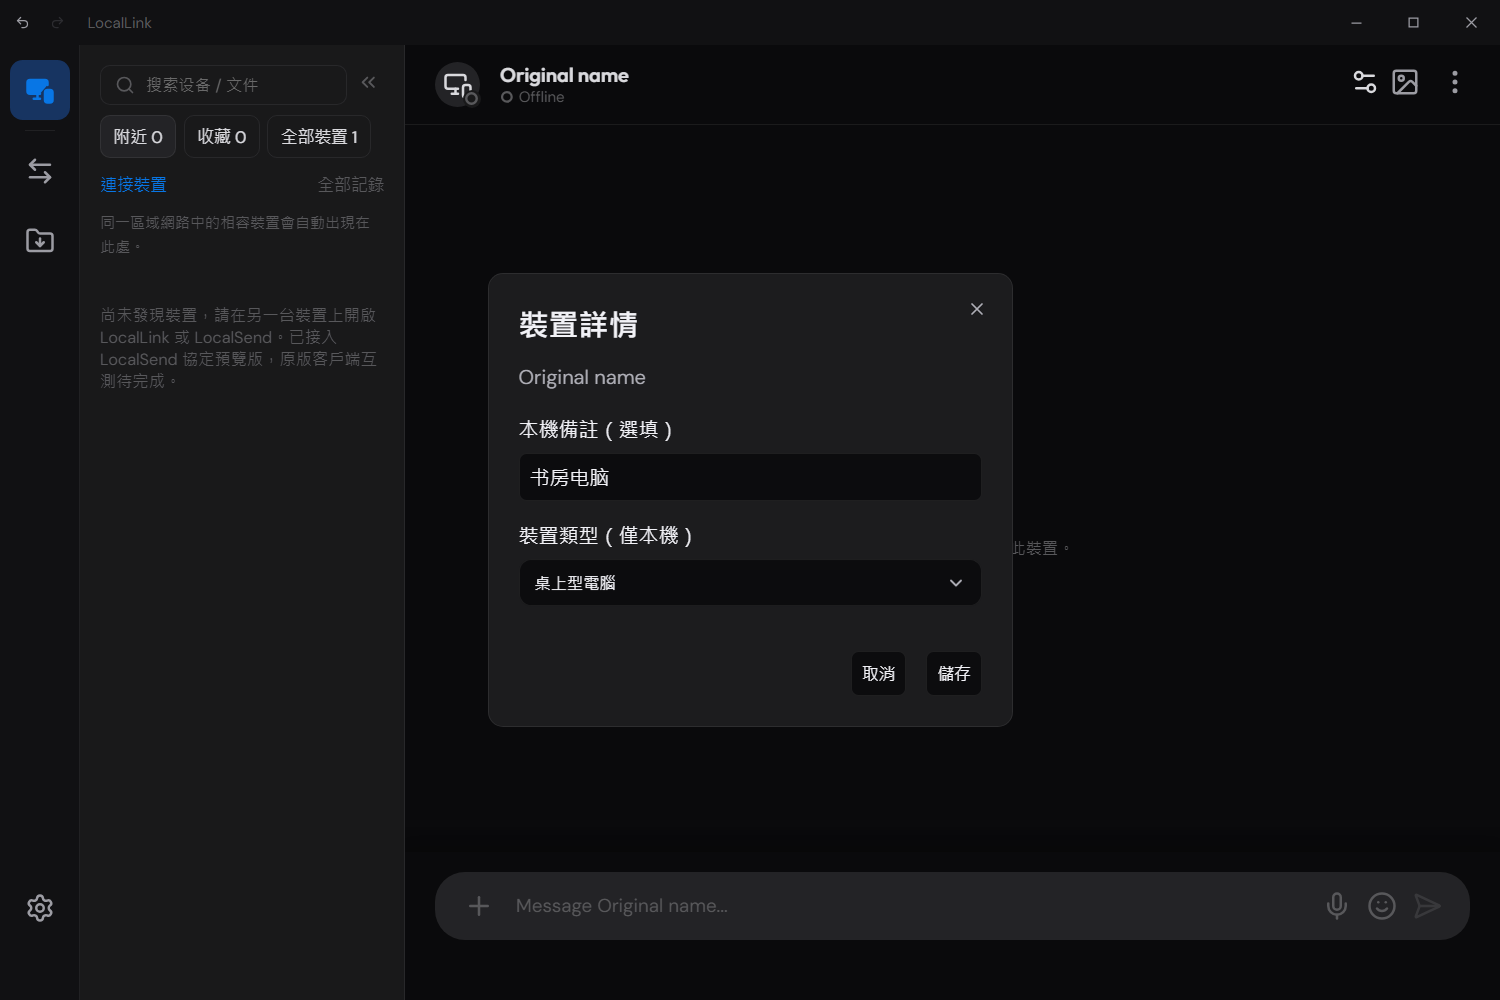 LocalLink
搜索设备 / 文件
附近 0
收藏 0
全部裝置 1
連接裝置
全部記錄
同一區域網路中的相容裝置會自動出現在
此處。
尚未發現裝置，請在另一台裝置上開啟
LocalLink 或 LocalSend。已接入
LocalSend 協定預覽版，原版客戶端互
測待完成。
Original name
Offline
裝置詳情
Original name
本機備註（選填）
书房电脑
裝置類型（僅本機）
桌上型電腦
取消
儲存
此裝置。
Message Original name...